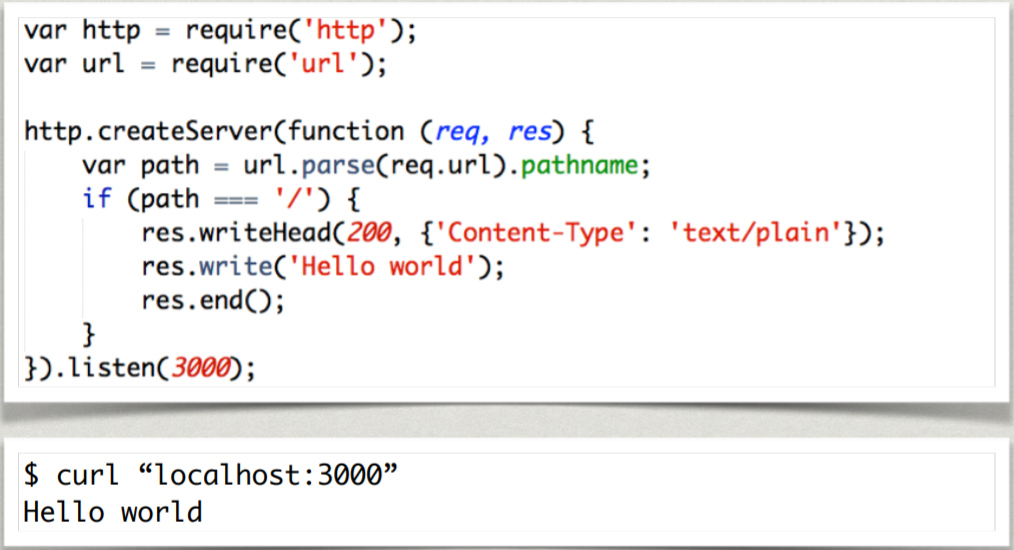 var http = require('http');
var url = require('url');
http.createServer(function (req, res) {
    var path = url.parse(req.url).pathname;
    if (path === '/') {
        res.writeHead(200, {'Content-Type': 'text/plain'});
        res.write('Hello world');
        res.end();
    }
}).listen(3000);
$ curl “localhost:3000”
Hello world